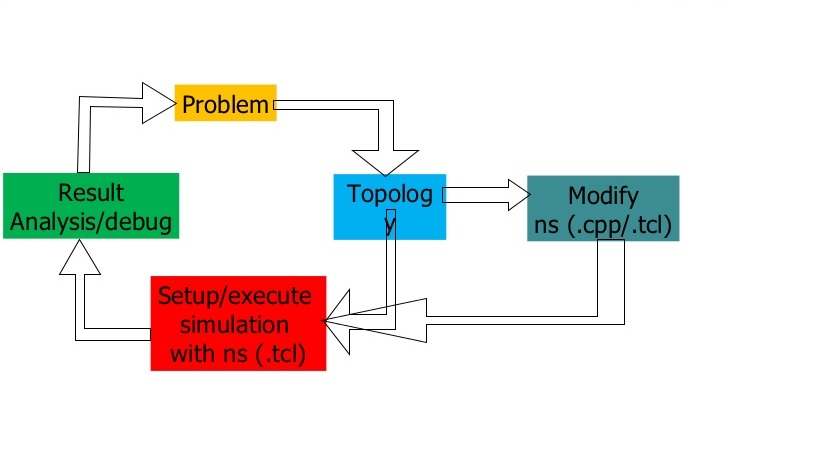 Problem
Result
Analysis/debug
Topolog
y
Modify
ns (.cpp/.tcl)
Setup/execute
simulation
with ns (.tcl)